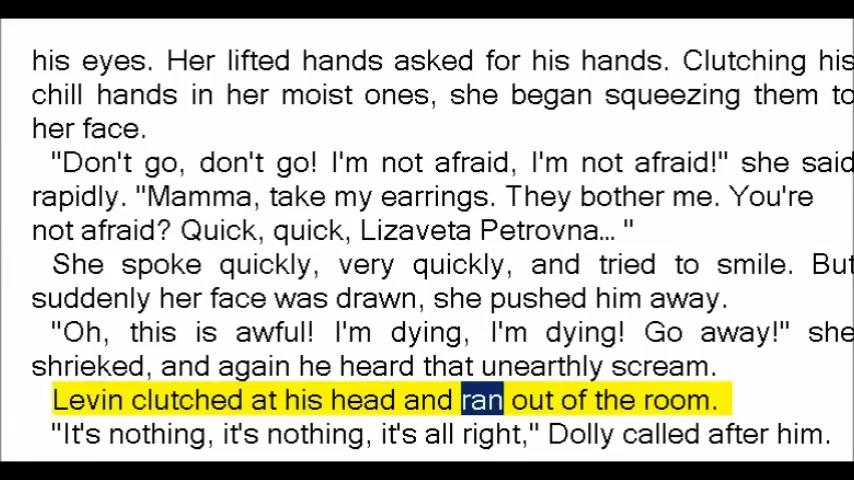 his eyes. Her lifted hands asked for his hands. Clutching his
chill hands in her moist ones, she began squeezing them to
her face.
"Don't go, don't go! I'm not afraid, I'm not afraid!" she said
rapidly. "Mamma, take my earrings. They bother me. You're
not afraid? Quick, quick, Lizaveta Petrovna... "
She spoke quickly, very quickly, and tried to smile. But
suddenly her face was drawn, she pushed him away.
"Oh, this is awful! I'm dying, I'm dying! Go away!" she
shrieked, and again he heard that unearthly scream.
Levin clutched at his head and ran out of the room.
"It's nothing, it's nothing, it's all right," Dolly called after him.